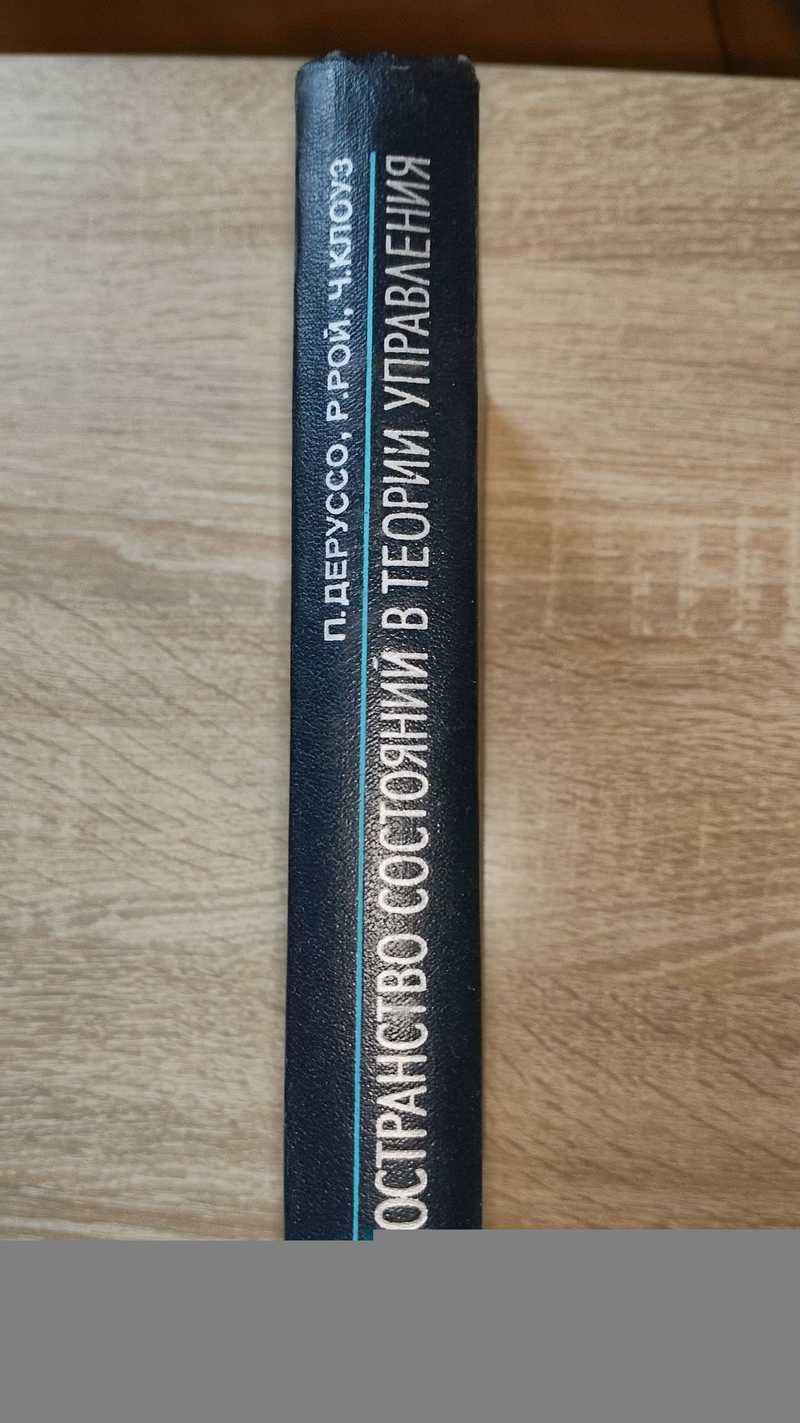 П. ДЕРУССО, Р. РОЙ, Ч. КЛОУЗ
ОСТРАНСТВО СОСТОЯНИЙ В ТЕОРИИ УПРАВЛЕНИЯ